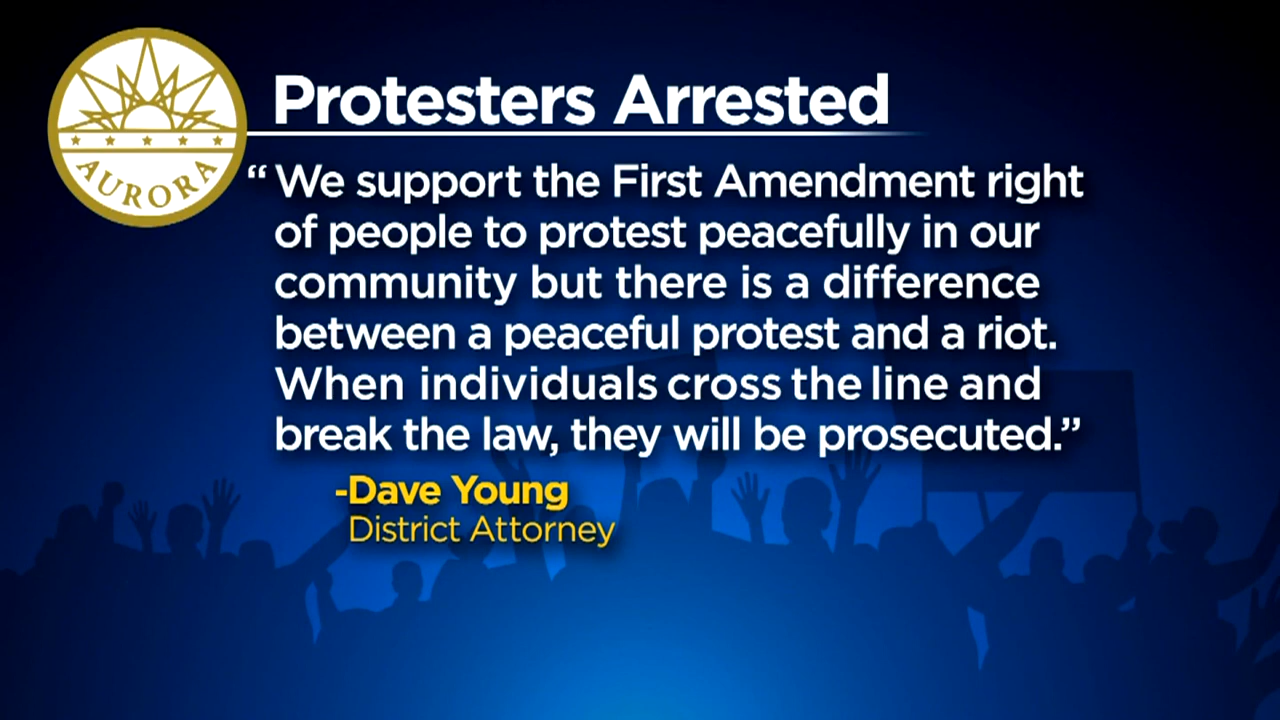 Protesters Arrested
AURORA
“We support the First Amendment right
of people to protest peacefully in our
community but there is a difference
between a peaceful protest and a riot.
When individuals cross the line and
break the law, they will be prosecuted.”
-Dave Young
District Attorney